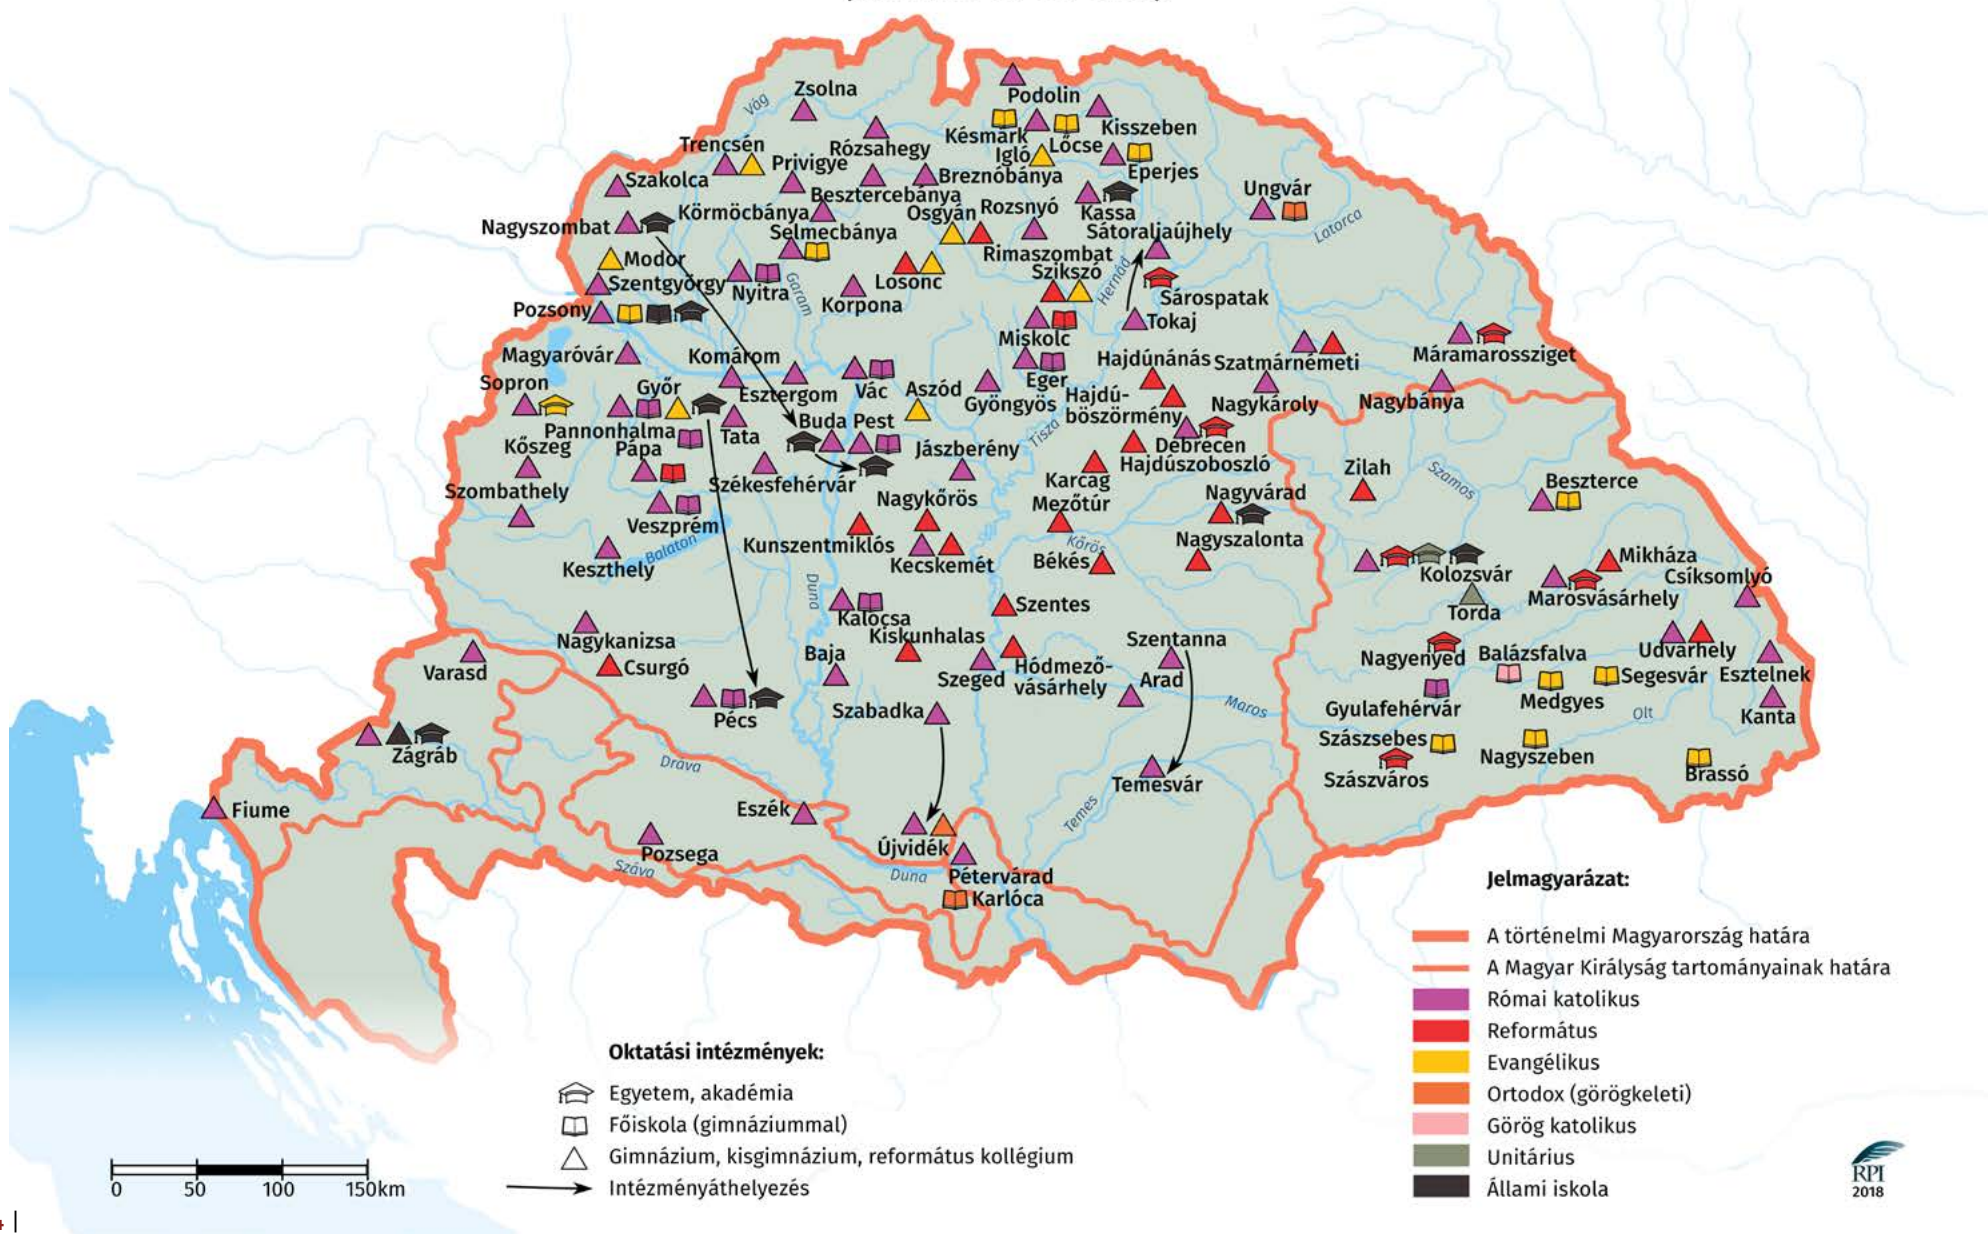 Zsolna
Vág
Podolin
Késmárk
Lőcse
Kisszeben
Igló
Eperjes
Trencsén
Rózsahegy
Privigye
Breznóbánya
Szakolca
Besztercebánya
Ungvár
Nagyszombat
Körmöcbánya
Osgyán
Rozsnyó
Kassa
Latorca
Selmecbánya
Sátoraljaújhely
Rimaszombat
Modor
Szentgyörgy
Nyitra
Garam
Korpona
Losonc
Szikszó
Hernád
Sárospatak
Pozsony
Miskolc
Tokaj
Magyaróvár
Komárom
Esztergom
Vác
Aszód
Gyöngyös
Eger
Hajdúnánás
Szatmárnémeti
Máramarossziget
Sopron
Győr
Hajdú-
böszörmény
Nagykároly
Nagybánya
Pannonhalma
Tata
Buda
Pest
Tisza
Debrecen
Kőszeg
Pápa
Jászberény
Hajdúszoboszló
Székesfehérvár
Karcag
Zilah
Szamos
Beszterce
Szombathely
Veszprém
Nagykőrös
Mezőtúr
Nagyvárad
Balaton
Keszthely
Kunszentmiklós
Kecskemét
Kőrös
Békés
Nagyszalonta
Kolozsvár
Mikháza
Csíksomlyó
Marosvásárhely
Torda
Duna
Kalocsa
Szentes
Nagykanizsa
Kiskunhalas
Szentanna
Csurgó
Baja
Szeged
Hódmező-
vásárhely
Arad
Nagyenyed
Balázsfalva
Udvarhely
Varasd
Segesvár
Esztelnek
Medgyes
Gyulafehérvár
Kanta
Pécs
Szabadka
Maros
Olt
Zágráb
Szászsebes
Nagyszeben
Szászváros
Brassó
Dráva
Temesvár
Fiume
Eszék
Temes
Pozsega
Újvidék
Száva
Duna
Pétervárad
Karlóca
Jelmagyarázat:
A történelmi Magyarország határa
A Magyar Királyság tartományainak határa
Római katolikus
Református
Evangélikus
Ortodox (görögkeleti)
Görög katolikus
Unitárius
Állami iskola
Oktatási intézmények:
Egyetem, akadémia
Főiskola (gimnáziummal)
Gimnázium, kisgimnázium, református kollégium
Intézményáthelyezés
0 50 100 150km
RPI
2018